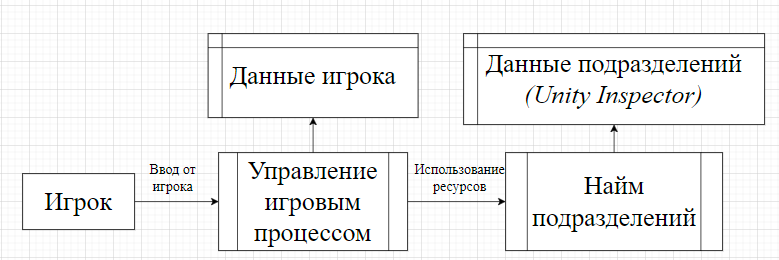 Данные игрока
Данные подразделений
(Unity Inspector)
Игрок
Ввод от
игрока
Управление
игровым
процессом
Использование
ресурсов
Найм
подразделений